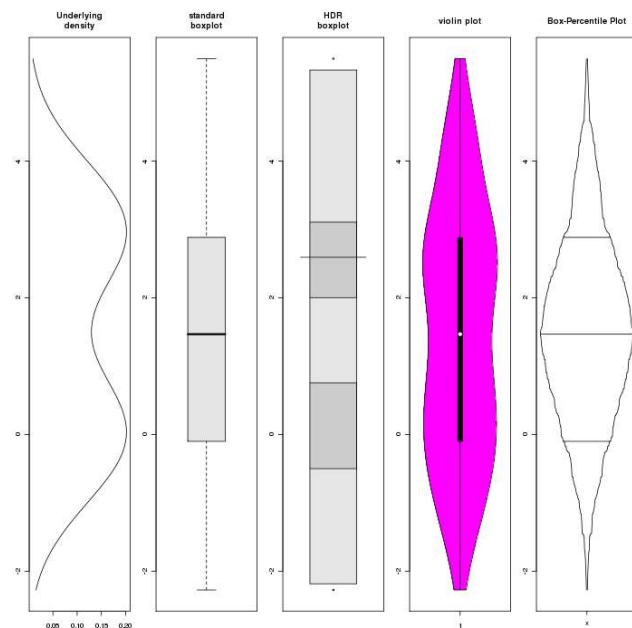 Underlying
density
standard
boxplot
HDR
boxplot
violin plot
Box-Percentile Plot
4
2
0
-2
0.05 0.10 0.15 0.20
4
2
0
-2
4
2
0
-2
4
2
0
-2
1
4
2
0
-2
x